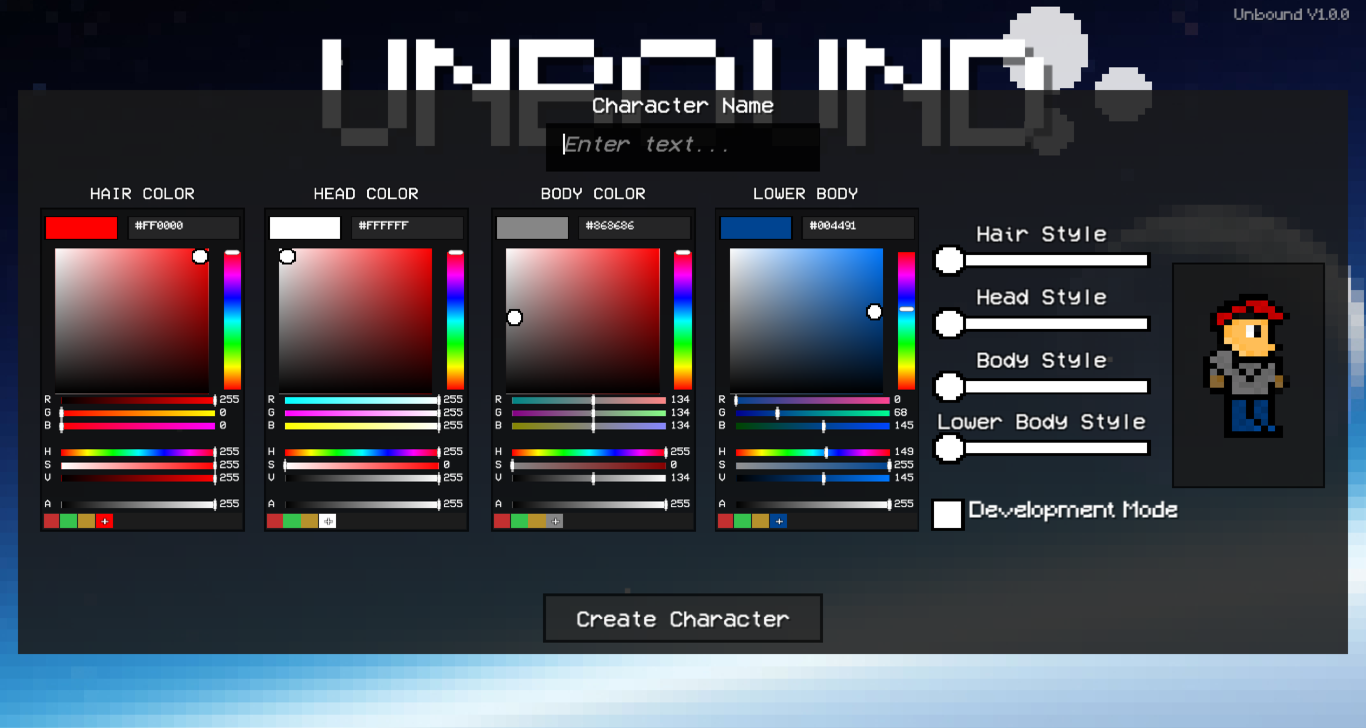 Unbound V1.0.0
UNBOUND
Character Name
Enter text...
HAIR COLOR
#FF0000
R 255
G 0
B 0
H 255
S 255
V 255
A 255
HEAD COLOR
#FFFFFF
R 255
G 255
B 255
H 255
S 0
V 255
A 255
BODY COLOR
#868686
R 134
G 134
B 134
H 255
S 0
V 134
A 255
LOWER BODY
#004491
R 0
G 68
B 145
H 149
S 255
V 145
A 255
Hair Style
Head Style
Body Style
Lower Body Style
Development Mode
Create Character